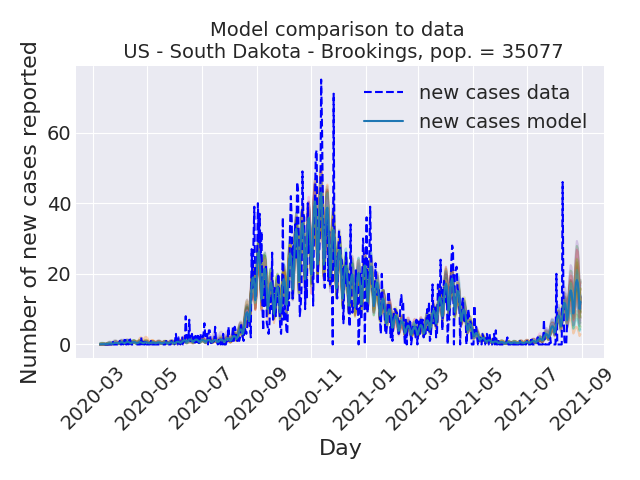 Model comparison to data
US - South Dakota - Brookings, pop. = 35077
Number of new cases reported
60
40
20
0
new cases data
new cases model
2020-03
2020-05
2020-07
2020-09
2020-11
2021-01
2021-03
2021-05
2021-07
2021-09
Day